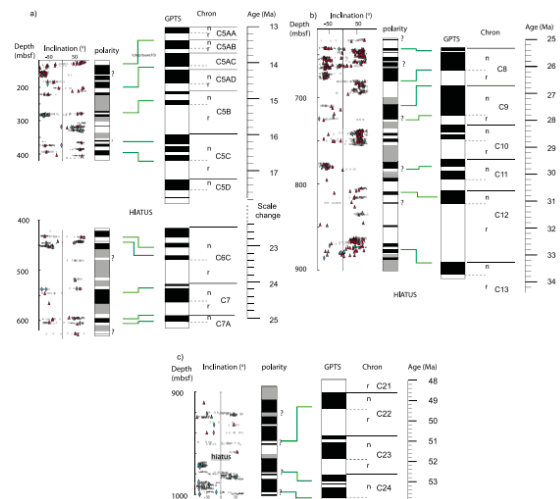 a)
GPTS
Chron
Age (Ma)
Depth
(mbsf)
Inclination (°)
polarity
-50
50
n
r
C5AA
13
n
r
C5AB
n
r
C5AC
14
?
n
r
C5AD
200
n
15
C5B
r
300
16
n
C5C
400
r
17
n
C5D
HIATUS
Scale
change
400
n
23
C6C
?
500
r
24
n
C7
r
n
600
C7A
25
?
b)
Depth
(mbsf)
Inclination (°)
polarity
GPTS
Chron
Age (Ma)
-50
50
25
n
C8
26
r
?
27
700
n
C9
28
r
?
n
C10
r
29
n
C11
30
?
r
800
n
31
C12
?
32
r
33
n
900
r
C13
34
HIATUS
c)
Depth
(mbsf)
Inclination (°)
polarity
GPTS
Chron
Age (Ma)
48
r
C21
900
n
49
C22
?
r
50
51
?
n
C23
hiatus
52
r
?
n
53
C24
1000
r
?